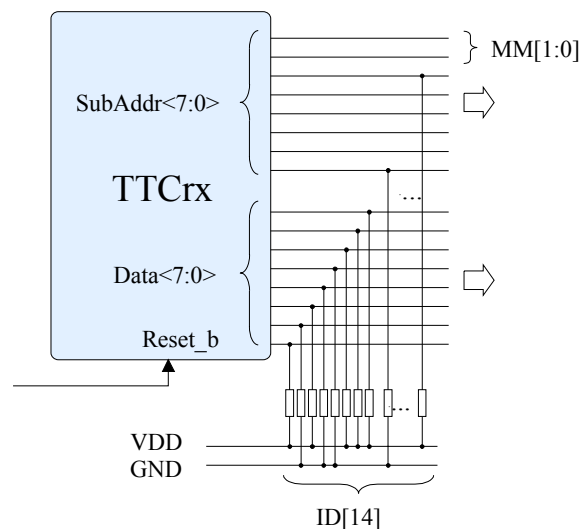 MM[1:0]
SubAddr<7:0>
TTCrx
...
Data<7:0>
Reset_b
...
VDD
GND
ID[14]